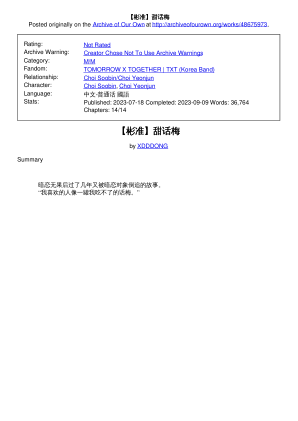 【彬准】甜话梅
Posted originally on the Archive of Our Own at http://archiveofourown.org/works/48675973.
Rating: Not Rated
Archive Warning: Creator Chose Not To Use Archive Warnings
Category: M/M
Fandom: TOMORROW X TOGETHER | TXT (Korea Band)
Relationship: Choi Soobin/Choi Yeonjun
Character: Choi Soobin, Choi Yeonjun
Language: 中文-普通话 國語
Stats: Published: 2023-07-18 Completed: 2023-09-09 Words: 36,764
Chapters: 14/14
【彬准】甜话梅
by XDDDONG
Summary
暗恋无果后过了几年又被暗恋对象倒追的故事。
“我喜欢的人像一罐我吃不了的话梅。”